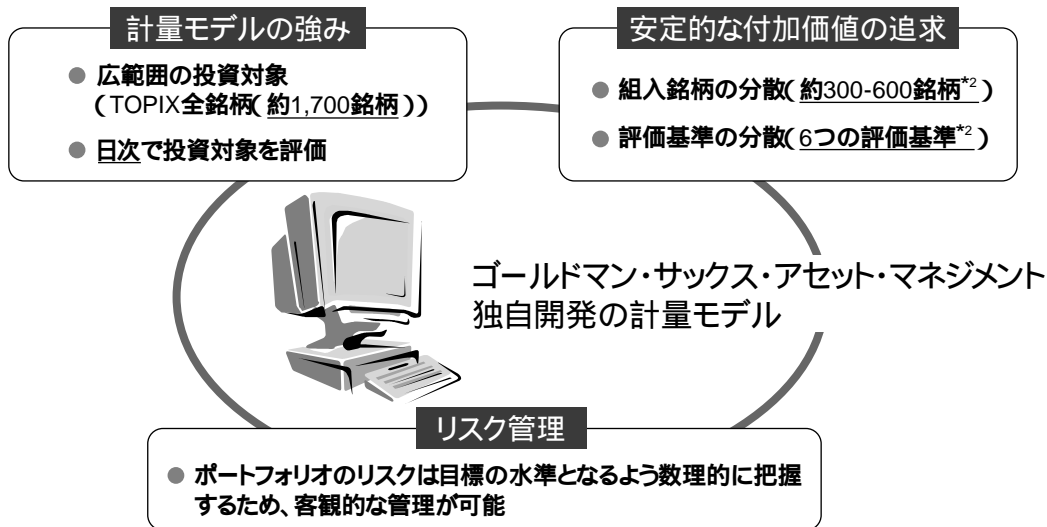 計量モデルの強み
● 広範囲の投資対象
（TOPIX全銘柄（約1,700銘柄））
● 日次で投資対象を評価
安定的な付加価値の追求
● 組入銘柄の分散（約300-600銘柄*2）
● 評価基準の分散（6つの評価基準*2）
ゴールドマン・サックス・アセット・マネジメント
独自開発の計量モデル
リスク管理
● ポートフォリオのリスクは目標の水準となるよう数理的に把握
するため、客観的な管理が可能